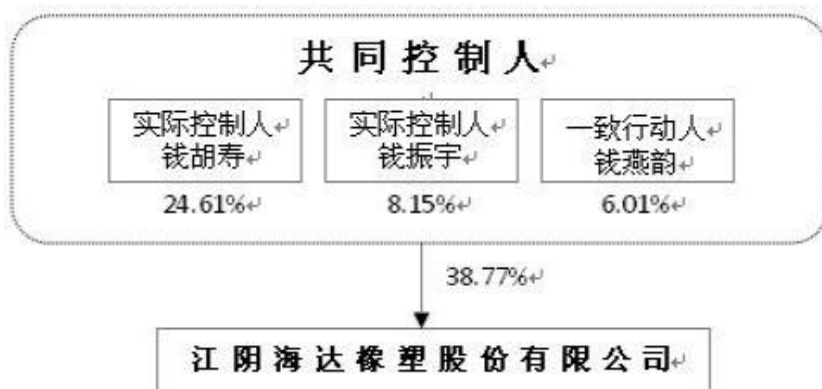 共同控制人
实际控制人
钱胡寿
实际控制人
钱振宇
一致行动人
钱燕韵
24.61%
8.15%
6.01%
38.77%
江阴海达橡塑股份有限公司